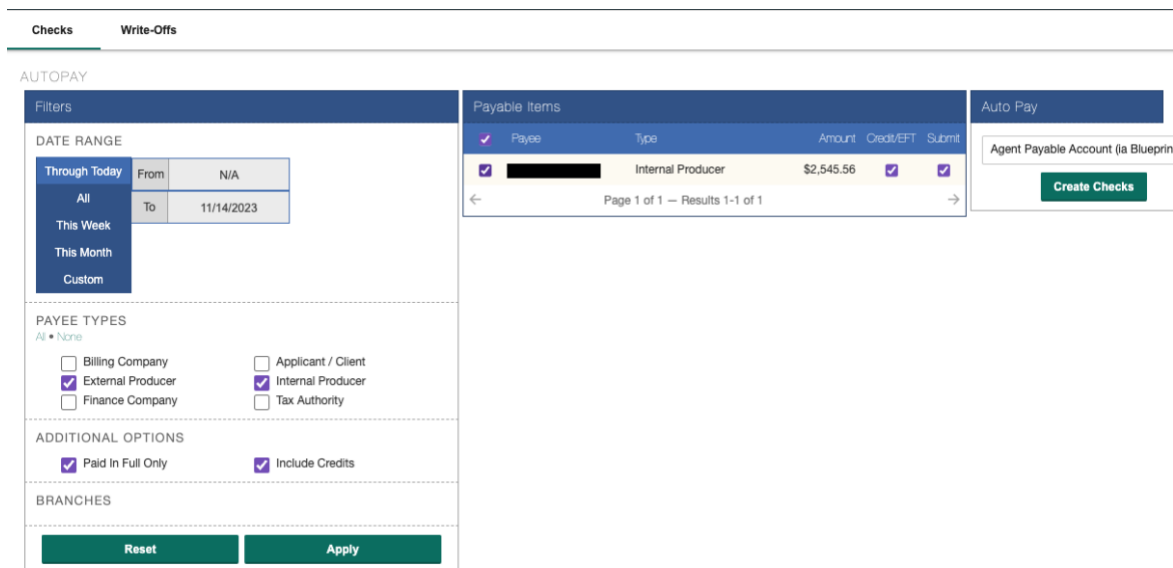 Checks Write-Offs
AUTOPAY
Filters
DATE RANGE
Through Today From N/A
All To 11/14/2023
This Week
This Month
Custom
PAYEE TYPES
All • None
Billing Company Applicant / Client
External Producer Internal Producer
Finance Company Tax Authority
ADDITIONAL OPTIONS
Paid In Full Only Include Credits
BRANCHES
Reset Apply
Payable Items
Payee Type Amount Credit/EFT Submit
Internal Producer $2,545.56
← Page 1 of 1 — Results 1-1 of 1 →
Auto Pay
Agent Payable Account (ia Blueprin
Create Checks